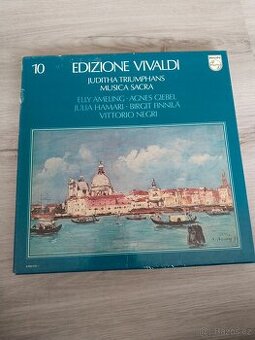 10
EDIZIONE VIVALDI
PHILIPS
JUDITHA TRIUMPHANS
MUSICA SACRA
ELLY AMELING · AGNES GIEBEL
JULIA HAMARI · BIRGIT FINNILÄ
VITTORIO NEGRI